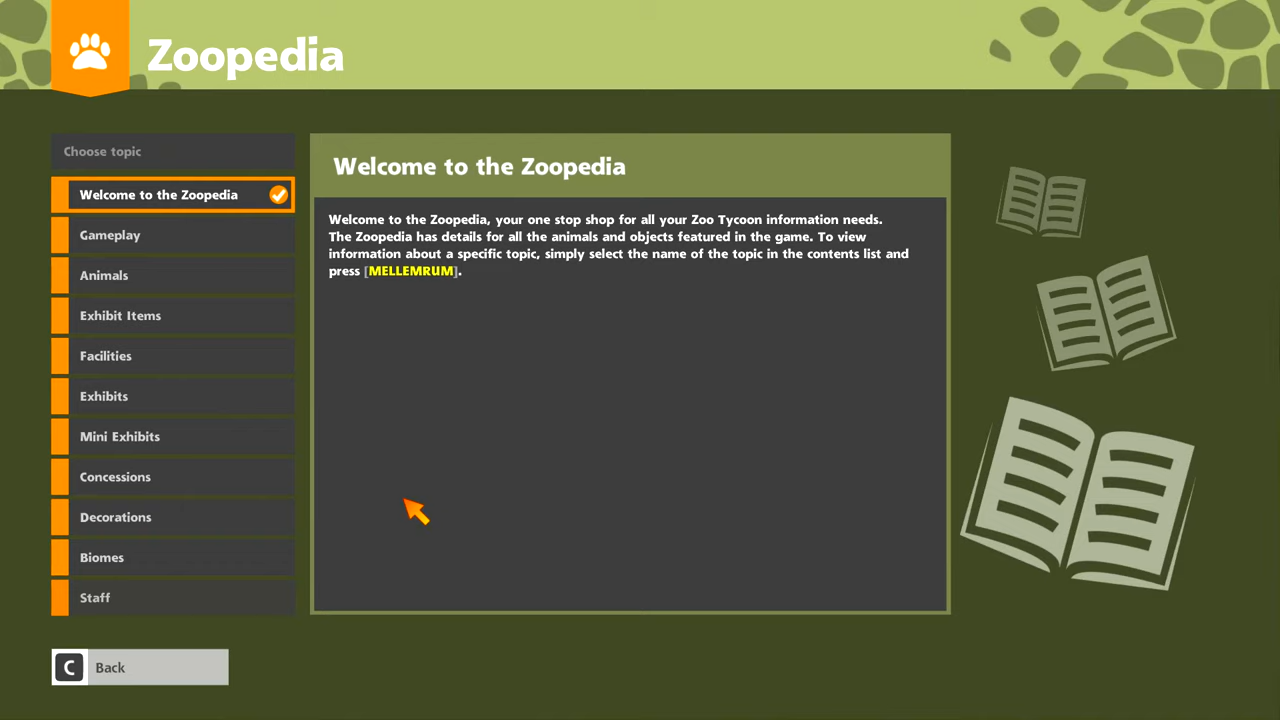 Zoopedia
Choose topic
Welcome to the Zoopedia
Gameplay
Animals
Exhibit Items
Facilities
Exhibits
Mini Exhibits
Concessions
Decorations
Biomes
Staff
Welcome to the Zoopedia
Welcome to the Zoopedia, your one stop shop for all your Zoo Tycoon information needs.
The Zoopedia has details for all the animals and objects featured in the game. To view
information about a specific topic, simply select the name of the topic in the contents list and
press [MELLEMRUM].
C Back